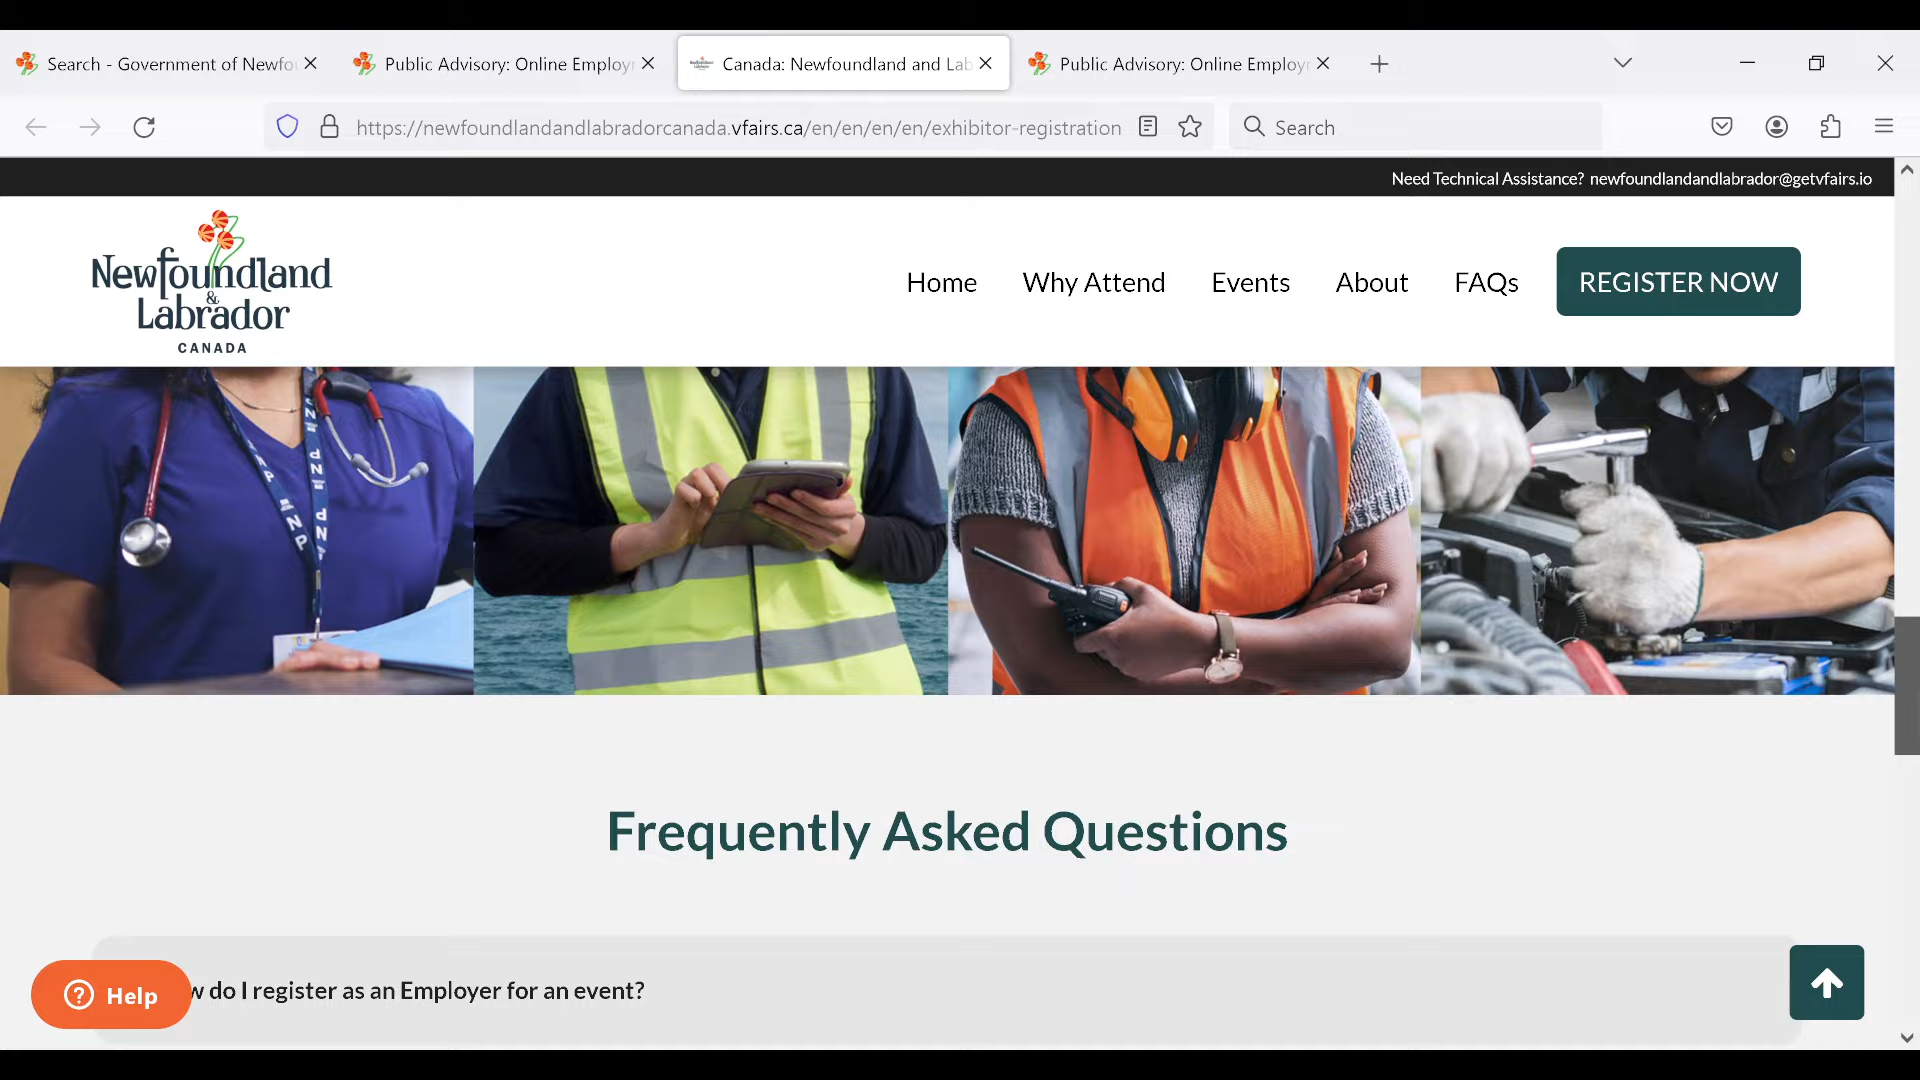 Search - Government of Newfo
Public Advisory: Online Employ
Canada: Newfoundland and Lab
Public Advisory: Online Employr
https://newfoundlandandlabradorcanada.vfairs.ca/en/en/en/en/exhibitor-registration
Search
Need Technical Assistance? newfoundlandandlabrador@getvfairs.io
Newfoundland
&
Labrador
CANADA
Home
Why Attend
Events
About
FAQs
REGISTER NOW
Frequently Asked Questions
w do I register as an Employer for an event?
Help